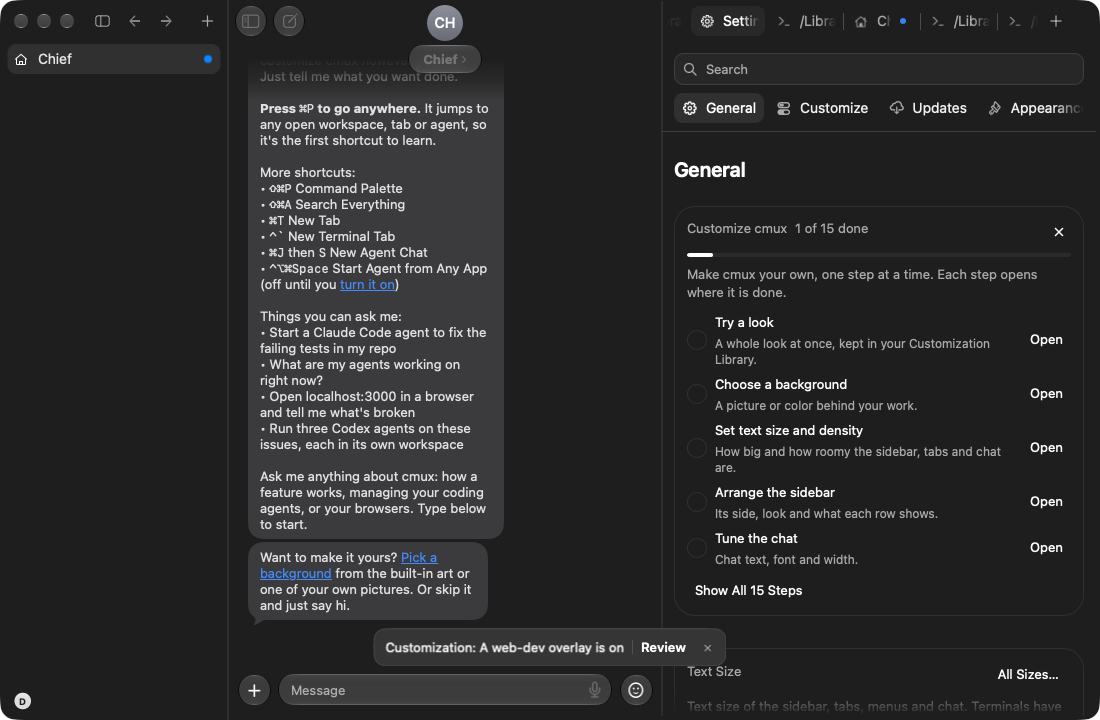 Chief
CH
Chief ›
Just tell me what you want done.
Press ⌘P to go anywhere. It jumps to
any open workspace, tab or agent, so
it's the first shortcut to learn.
More shortcuts:
• ⇧⌘P Command Palette
• ⇧⌘A Search Everything
• ⌘T New Tab
• ^` New Terminal Tab
• ⌘J then S New Agent Chat
• ^⌥⌘Space Start Agent from Any App
(off until you turn it on)
Things you can ask me:
• Start a Claude Code agent to fix the
failing tests in my repo
• What are my agents working on
right now?
• Open localhost:3000 in a browser
and tell me what's broken
• Run three Codex agents on these
issues, each in its own workspace
Ask me anything about cmux: how a
feature works, managing your coding
agents, or your browsers. Type below
to start.
Want to make it yours? Pick a
background from the built-in art or
one of your own pictures. Or skip it
and just say hi.
Customization: A web-dev overlay is on Review ×
Message
D
Settin
/Libra
/Libra
Search
General Customize Updates Appearanc
General
Customize cmux 1 of 15 done
Make cmux your own, one step at a time. Each step opens
where it is done.
Try a look
A whole look at once, kept in your Customization
Library.
Open
Choose a background
A picture or color behind your work.
Open
Set text size and density
How big and how roomy the sidebar, tabs and chat
are.
Open
Arrange the sidebar
Its side, look and what each row shows.
Open
Tune the chat
Chat text, font and width.
Open
Show All 15 Steps
Text Size
All Sizes...
Text size of the sidebar, tabs, menus and chat. Terminals have